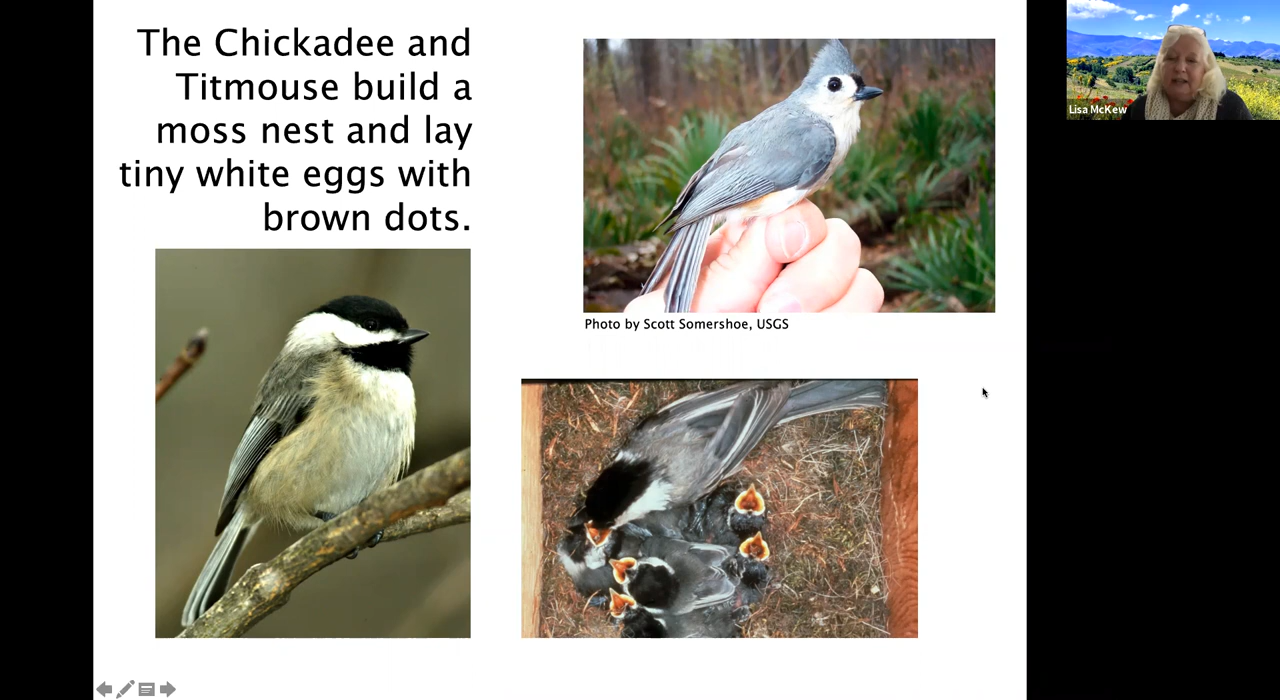 The Chickadee and
Titmouse build a
moss nest and lay
tiny white eggs with
brown dots.
Photo by Scott Somershoe, USGS
Lisa McKew